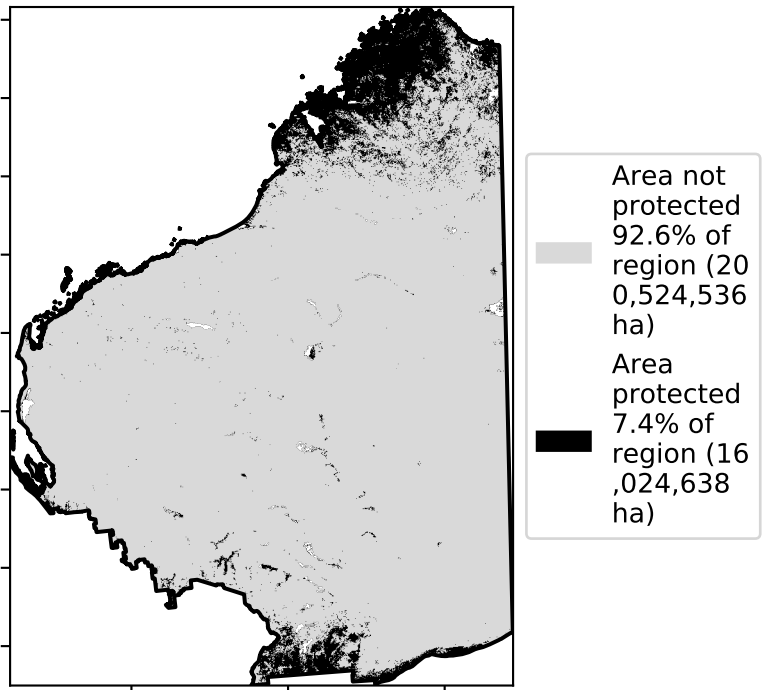 Area not
protected
92.6% of
region (20
0,524,536
ha)
Area
protected
7.4% of
region (16
,024,638
ha)